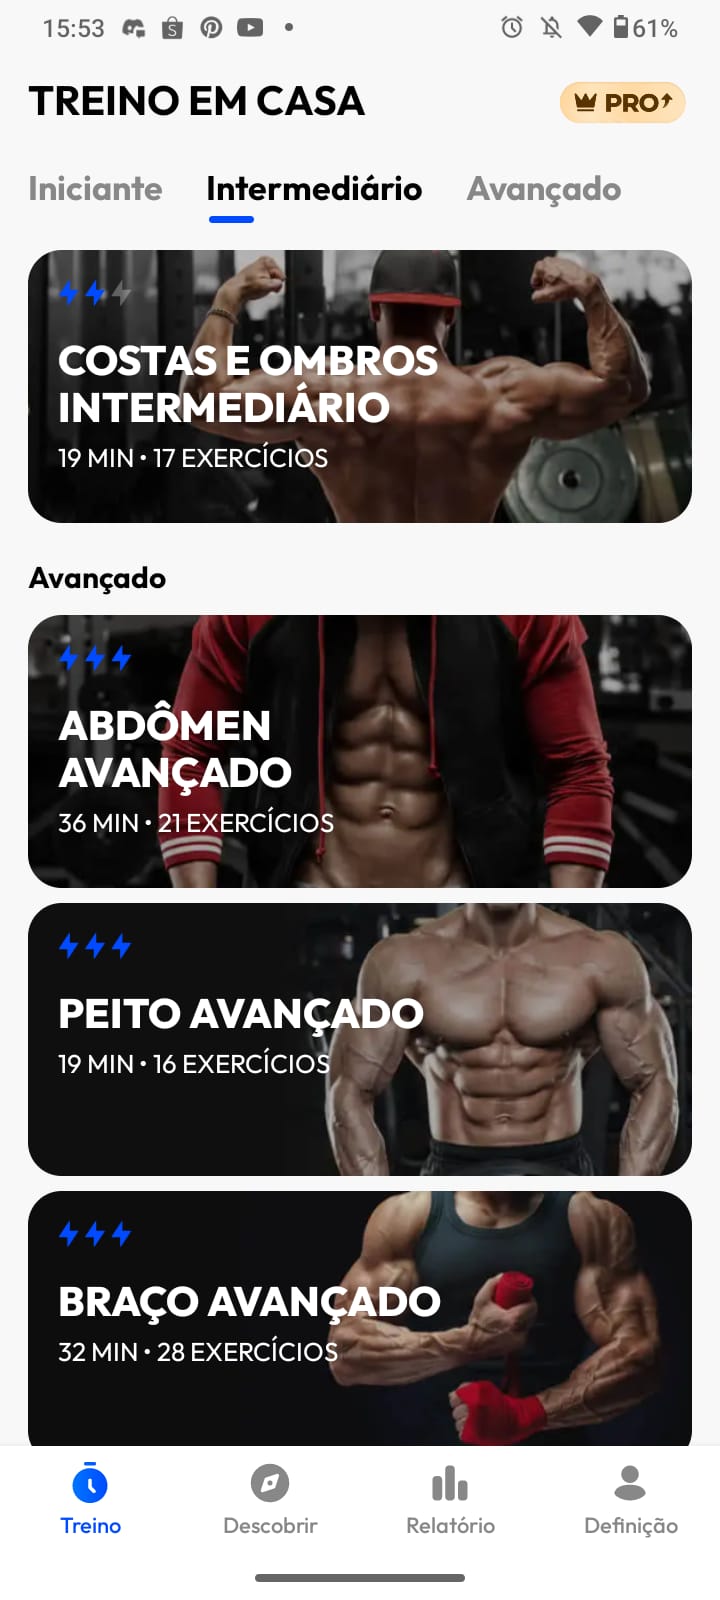 15:53
61%
TREINO EM CASA
PRO
Iniciante Intermediário Avançado
COSTAS E OMBROS
INTERMEDIÁRIO
19 MIN • 17 EXERCÍCIOS
Avançado
ABDÔMEN
AVANÇADO
36 MIN • 21 EXERCÍCIOS
PEITO AVANÇADO
19 MIN • 16 EXERCÍCIOS
BRAÇO AVANÇADO
32 MIN • 28 EXERCÍCIOS
Treino Descobrir Relatório Definição